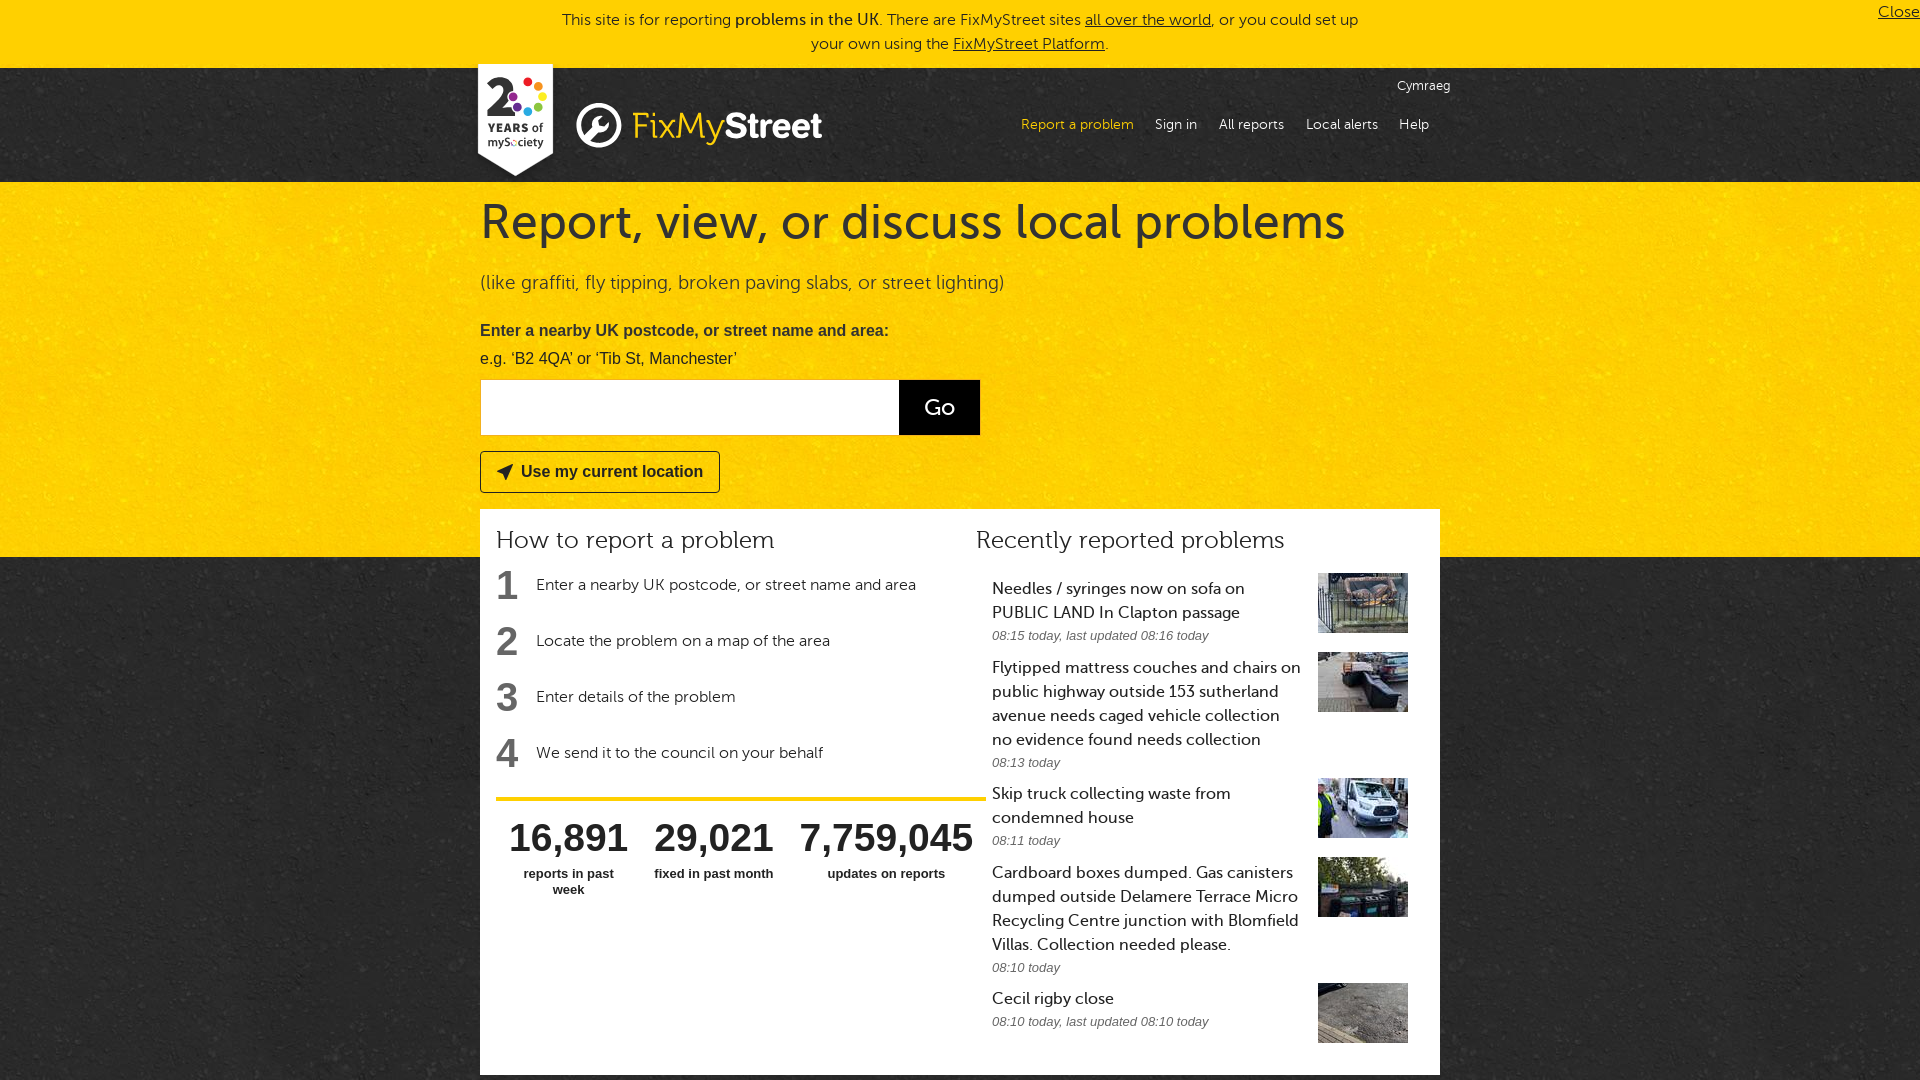 This site is for reporting problems in the UK. There are FixMyStreet sites all over the world, or you could set up
your own using the FixMyStreet Platform.
Close
20
YEARS of
mySociety
FixMyStreet
Cymraeg
Report a problem
Sign in
All reports
Local alerts
Help
Report, view, or discuss local problems
(like graffiti, fly tipping, broken paving slabs, or street lighting)
Enter a nearby UK postcode, or street name and area:
e.g. ‘B2 4QA’ or ‘Tib St, Manchester’
Go
Use my current location
How to report a problem
1 Enter a nearby UK postcode, or street name and area
2 Locate the problem on a map of the area
3 Enter details of the problem
4 We send it to the council on your behalf
16,891
reports in past
week
29,021
fixed in past month
7,759,045
updates on reports
Recently reported problems
Needles / syringes now on sofa on
PUBLIC LAND In Clapton passage
08:15 today, last updated 08:16 today
Flytipped mattress couches and chairs on
public highway outside 153 sutherland
avenue needs caged vehicle collection
no evidence found needs collection
08:13 today
Skip truck collecting waste from
condemned house
08:11 today
Cardboard boxes dumped. Gas canisters
dumped outside Delamere Terrace Micro
Recycling Centre junction with Blomfield
Villas. Collection needed please.
08:10 today
Cecil rigby close
08:10 today, last updated 08:10 today